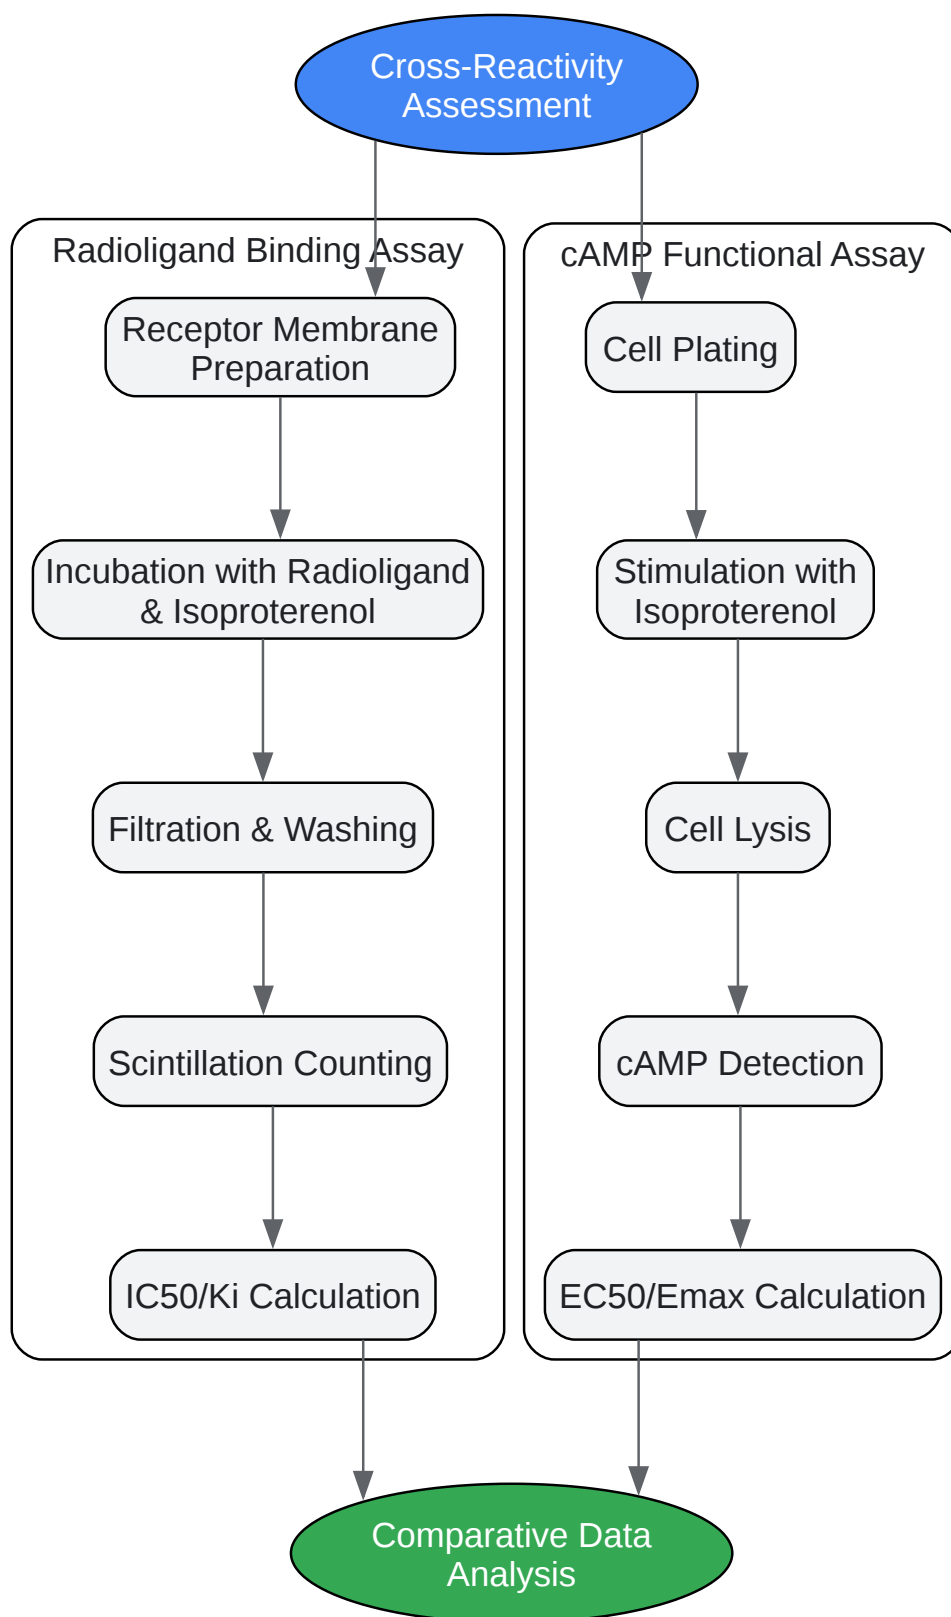 Cross-Reactivity
Assessment
Radioligand Binding Assay
Receptor Membrane
Preparation
Incubation with Radioligand
& Isoproterenol
Filtration & Washing
Scintillation Counting
IC50/Ki Calculation
cAMP Functional Assay
Cell Plating
Stimulation with
Isoproterenol
Cell Lysis
cAMP Detection
EC50/Emax Calculation
Comparative Data
Analysis